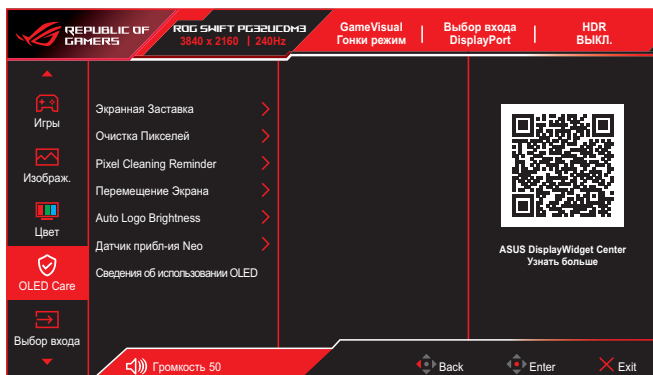 REPUBLIC OF
GAMERS
ROG SWIFT PG32UCDM3
3840 x 2160 | 240Hz
GameVisual
Гонки режим
Выбор входа
DisplayPort
HDR
ВЫКЛ.
Игры
Изображ.
Цвет
OLED Care
Выбор входа
Экранная Заставка
Очистка Пикселей
Pixel Cleaning Reminder
Перемещение Экрана
Auto Logo Brightness
Датчик прибл-ия Neo
Сведения об использовании OLED
ASUS DisplayWidget Center
Узнать больше
Громкость 50
Back
Enter
Exit